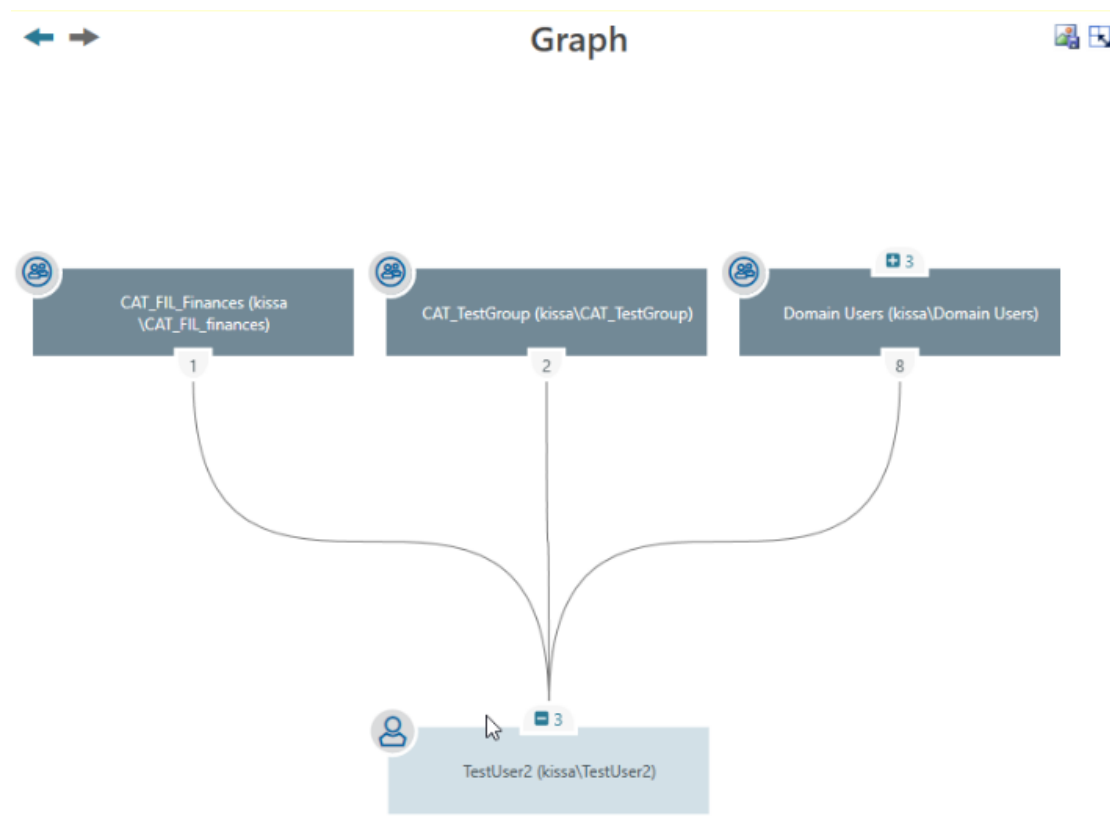 Graph
CAT_FIL_Finances (kissa
\CAT_FIL_finances)
1
CAT_TestGroup (kissa\CAT_TestGroup)
2
3
Domain Users (kissa\Domain Users)
8
3
TestUser2 (kissa\TestUser2)